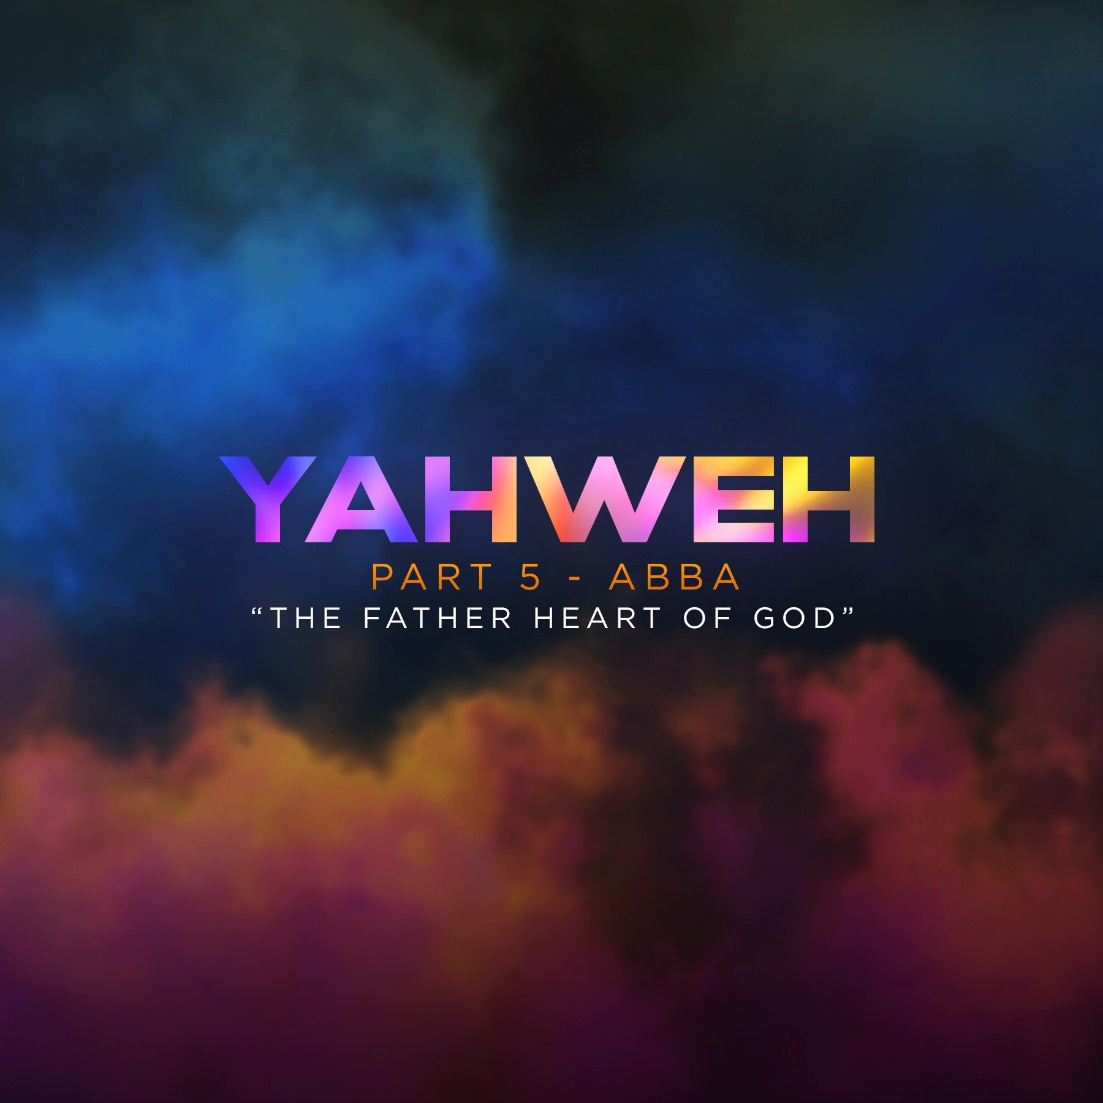 YAHWEH
PART 5 - ABBA
“THE FATHER HEART OF GOD”